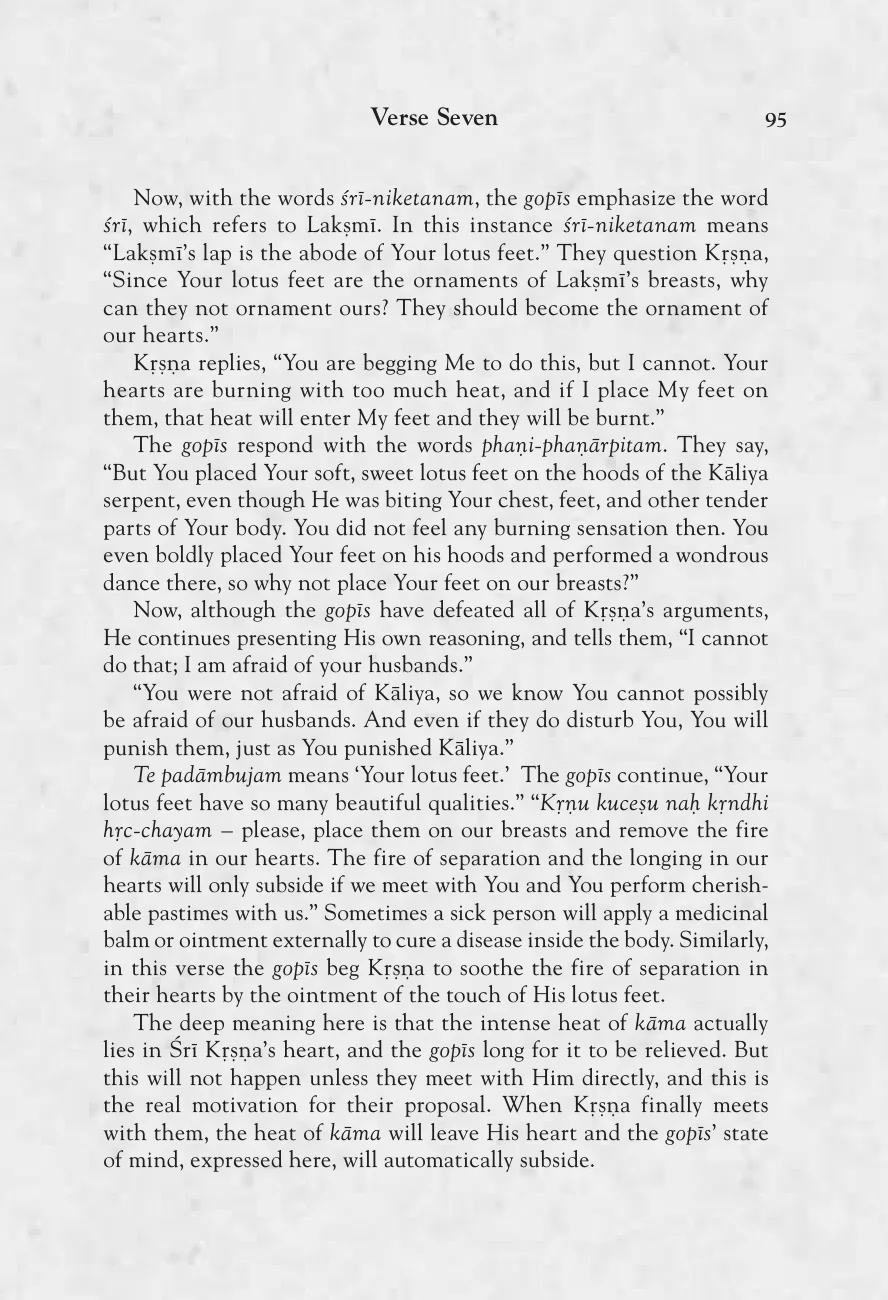 Verse Seven 95
Now, with the words śrī-niketanam, the gopīs emphasize the word
śrī, which refers to Lakṣmī. In this instance śrī-niketanam means
“Lakṣmī’s lap is the abode of Your lotus feet.” They question Kṛṣṇa,
“Since Your lotus feet are the ornaments of Lakṣmī’s breasts, why
can they not ornament ours? They should become the ornament of
our hearts.”
Kṛṣṇa replies, “You are begging Me to do this, but I cannot. Your
hearts are burning with too much heat, and if I place My feet on
them, that heat will enter My feet and they will be burnt.”
The gopīs respond with the words phaṇi-phaṇārpitam. They say,
“But You placed Your soft, sweet lotus feet on the hoods of the Kāliya
serpent, even though He was biting Your chest, feet, and other tender
parts of Your body. You did not feel any burning sensation then. You
even boldly placed Your feet on his hoods and performed a wondrous
dance there, so why not place Your feet on our breasts?”
Now, although the gopīs have defeated all of Kṛṣṇa’s arguments,
He continues presenting His own reasoning, and tells them, “I cannot
do that; I am afraid of your husbands.”
“You were not afraid of Kāliya, so we know You cannot possibly
be afraid of our husbands. And even if they do disturb You, You will
punish them, just as You punished Kāliya.”
Te padāmbujam means ‘Your lotus feet.’ The gopīs continue, “Your
lotus feet have so many beautiful qualities.” “Kṛṇu kuceṣu naḥ kṛndhi
hṛc-chayam – please, place them on our breasts and remove the fire
of kāma in our hearts. The fire of separation and the longing in our
hearts will only subside if we meet with You and You perform cherish-
able pastimes with us.” Sometimes a sick person will apply a medicinal
balm or ointment externally to cure a disease inside the body. Similarly,
in this verse the gopīs beg Kṛṣṇa to soothe the fire of separation in
their hearts by the ointment of the touch of His lotus feet.
The deep meaning here is that the intense heat of kāma actually
lies in Śrī Kṛṣṇa’s heart, and the gopīs long for it to be relieved. But
this will not happen unless they meet with Him directly, and this is
the real motivation for their proposal. When Kṛṣṇa finally meets
with them, the heat of kāma will leave His heart and the gopīs’ state
of mind, expressed here, will automatically subside.